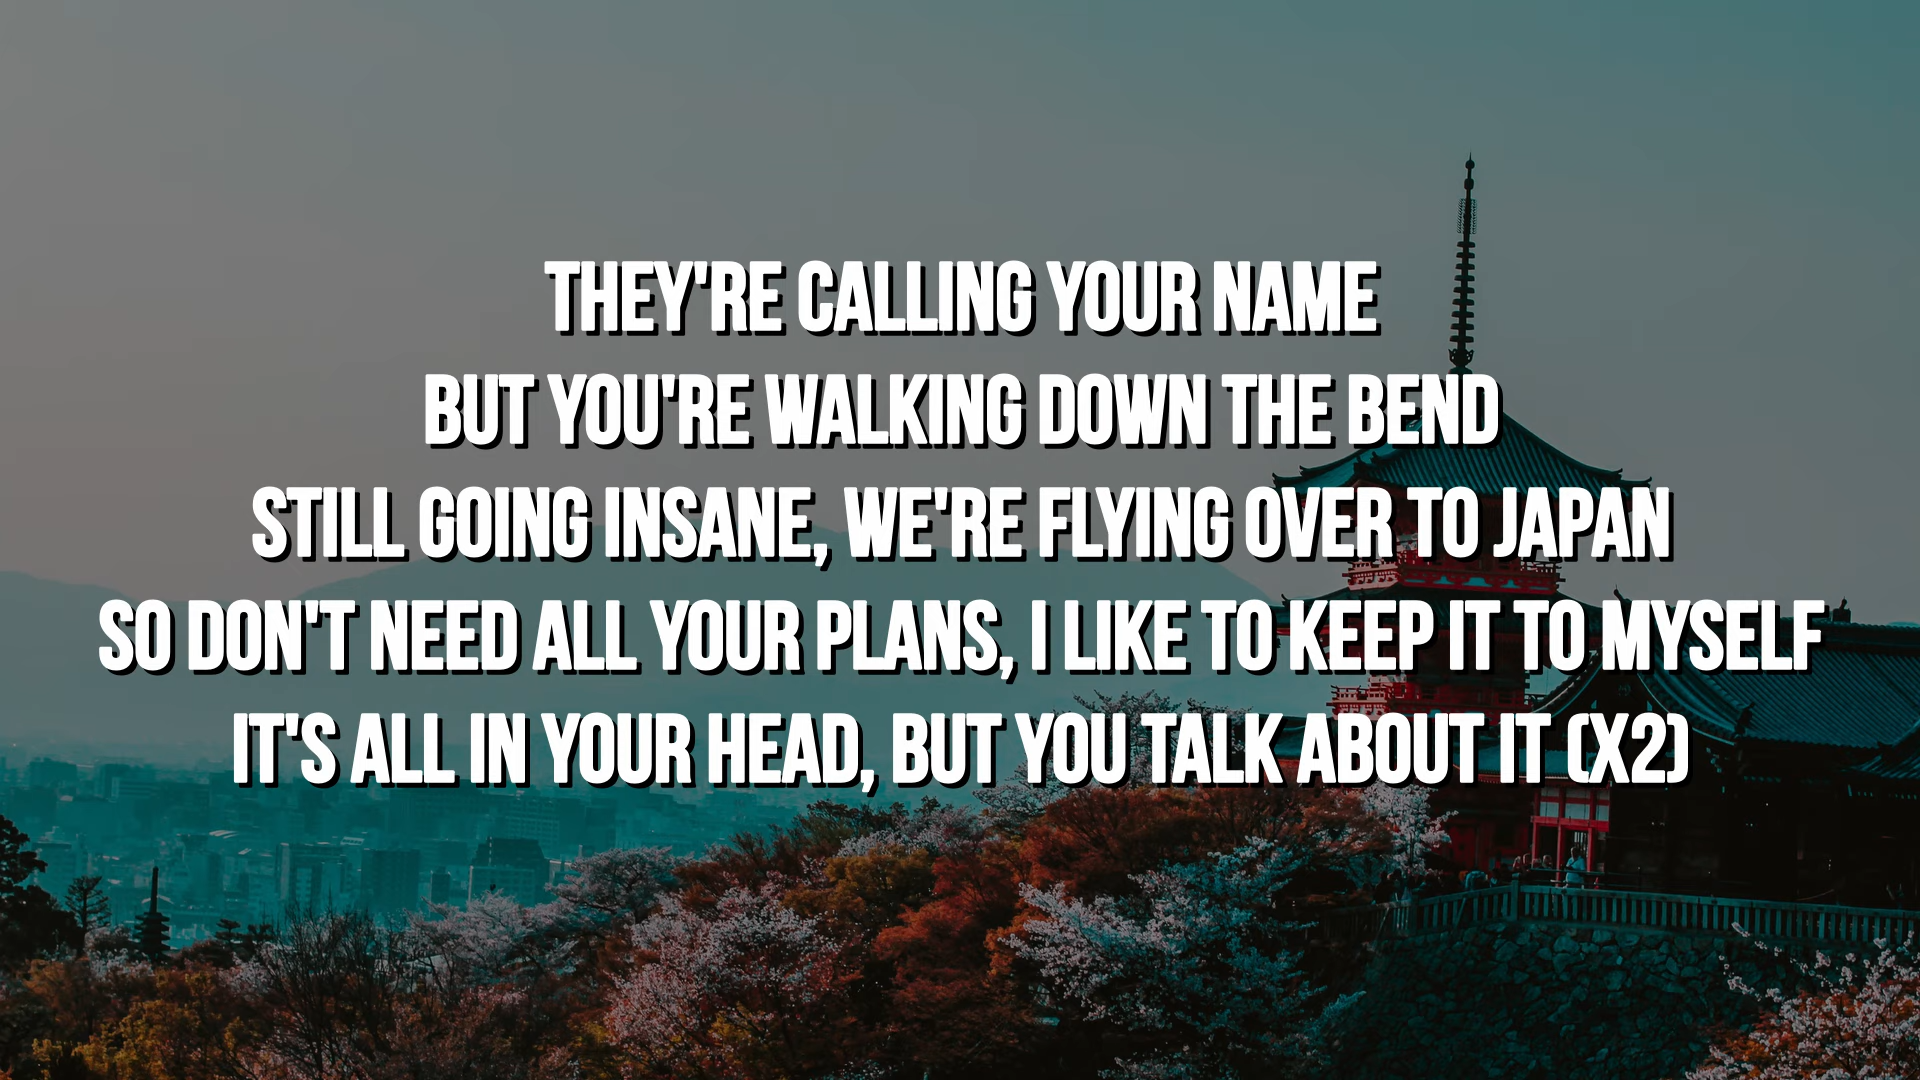 THEY'RE CALLING YOUR NAME
BUT YOU'RE WALKING DOWN THE BEND
STILL GOING INSANE, WE'RE FLYING OVER TO JAPAN
SO DON'T NEED ALL YOUR PLANS, I LIKE TO KEEP IT TO MYSELF
IT'S ALL IN YOUR HEAD, BUT YOU TALK ABOUT IT (X2)